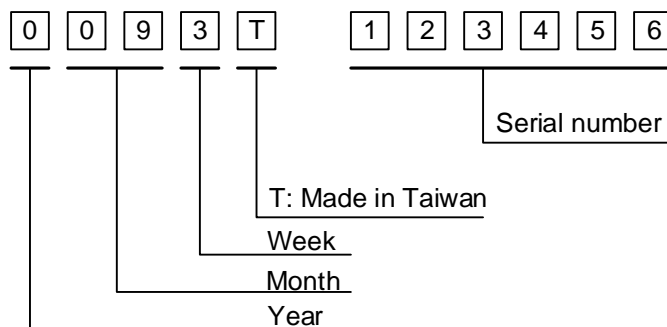 0 0 9 3 T 1 2 3 4 5 6
Serial number
T: Made in Taiwan
Week
Month
Year